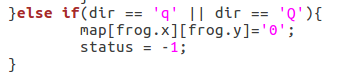 }else if(dir == 'q' || dir == 'Q'){
        map[frog.x][frog.y]='0';
        status = -1;
}